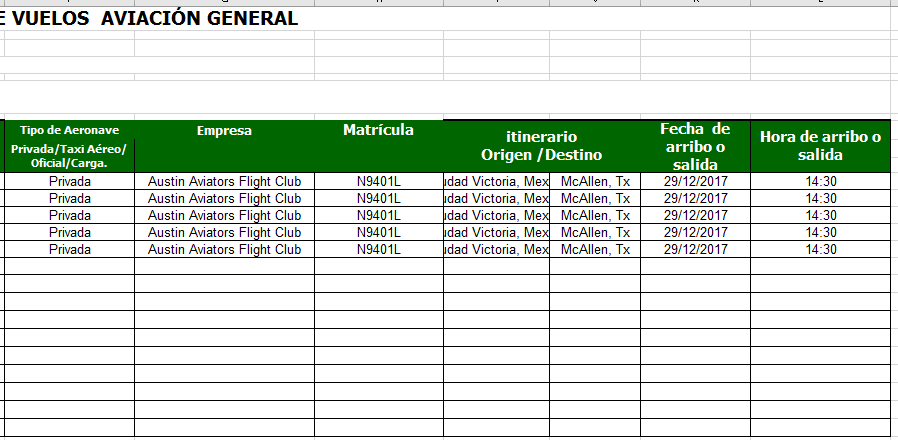 E VUELOS AVIACIÓN GENERAL
Tipo de Aeronave
Privada/Taxi Aéreo/
Oficial/Carga.
Empresa
Matrícula
itinerario
Origen /Destino
Fecha de
arribo o
salida
Hora de arribo o
salida
Privada Austin Aviators Flight Club N9401L udad Victoria, Mex McAllen, Tx 29/12/2017 14:30
Privada Austin Aviators Flight Club N9401L udad Victoria, Mex McAllen, Tx 29/12/2017 14:30
Privada Austin Aviators Flight Club N9401L udad Victoria, Mex McAllen, Tx 29/12/2017 14:30
Privada Austin Aviators Flight Club N9401L udad Victoria, Mex McAllen, Tx 29/12/2017 14:30
Privada Austin Aviators Flight Club N9401L udad Victoria, Mex McAllen, Tx 29/12/2017 14:30